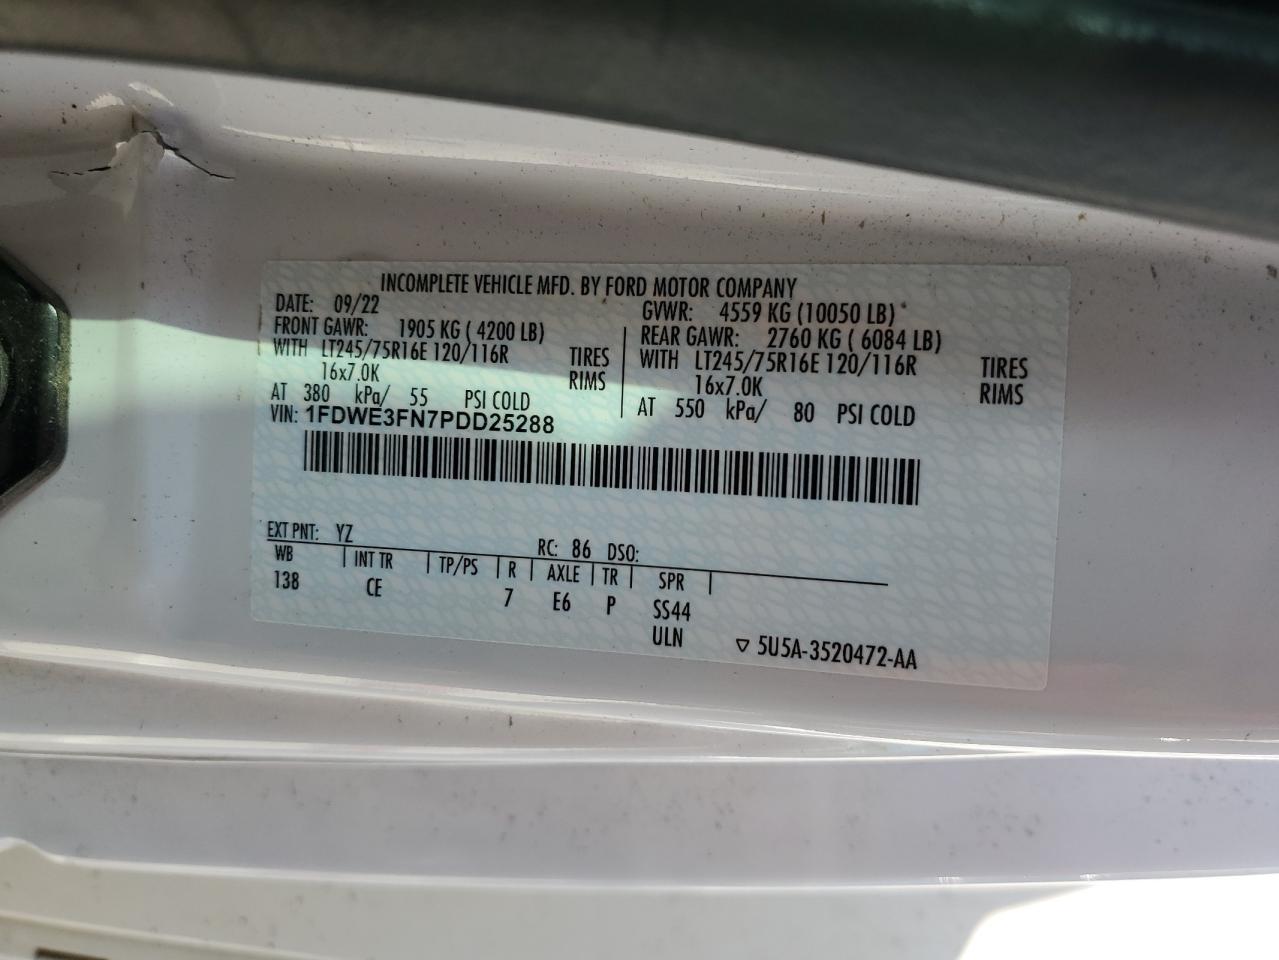 INCOMPLETE VEHICLE MFD. BY FORD MOTOR COMPANY
DATE: 09/22 GVWR: 4559 KG (10050 LB)
FRONT GAWR: 1905 KG (4200 LB) REAR GAWR: 2760 KG ( 6084 LB)
WITH LT245/75R16E 120/116R TIRES WITH LT245/75R16E 120/116R TIRES
16x7.0K RIMS 16x7.0K RIMS
AT 380 kPa/ 55 PSI COLD AT 550 kPa/ 80 PSI COLD
VIN: 1FDWE3FN7PDD25288
EXT PNT: YZ RC: 86 DSO:
WB INT TR TP/PS R AXLE TR SPR
138 CE 7 E6 P SS44
ULN ▽ 5U5A-3520472-AA